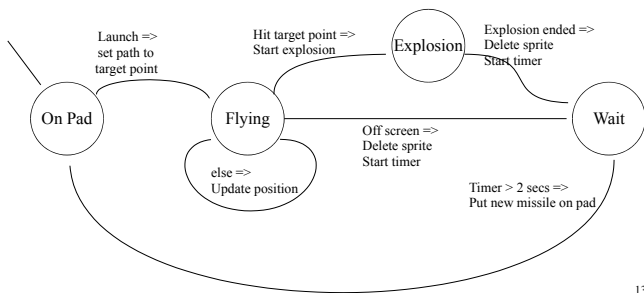 Launch =>
set path to
target point
Hit target point =>
Start explosion
Explosion
Explosion ended =>
Delete sprite
Start timer
On Pad
Flying
Wait
Off screen =>
Delete sprite
Start timer
else =>
Update position
Timer > 2 secs =>
Put new missile on pad